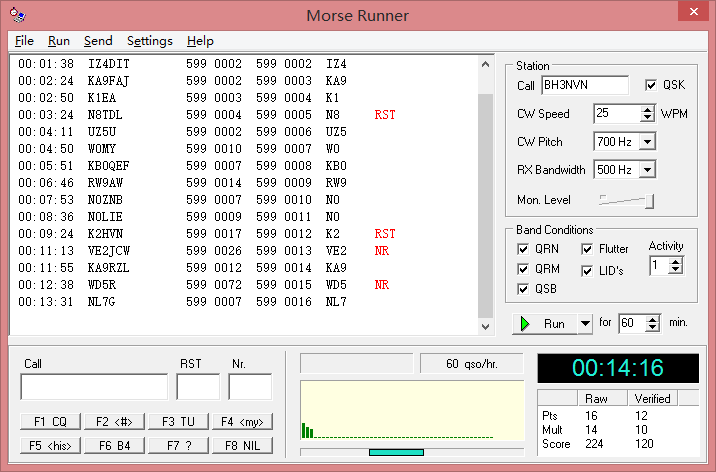 Morse Runner
File Run Send Settings Help
00:01:38 IZ4DIT 599 0002 599 0002 IZ4
00:02:24 KA9FAJ 599 0002 599 0003 KA9
00:02:50 K1EA 599 0003 599 0004 K1
00:03:24 N8TDL 599 0004 599 0005 N8 RST
00:04:11 UZ5U 599 0002 599 0006 UZ5
00:04:50 W0MY 599 0010 599 0007 W0
00:05:51 KB0QEF 599 0007 599 0008 KB0
00:06:46 RW9AW 599 0014 599 0009 RW9
00:07:53 N0ZNB 599 0007 599 0010 N0
00:08:36 N0LIE 599 0009 599 0011 N0
00:09:24 K2HVN 599 0017 599 0012 K2 RST
00:11:13 VE2JCW 599 0026 599 0013 VE2 NR
00:11:55 KA9RZL 599 0012 599 0014 KA9
00:12:38 WD5R 599 0072 599 0015 WD5 NR
00:13:31 NL7G 599 0007 599 0016 NL7
Station
Call BH3NVN QSK
CW Speed 25 WPM
CW Pitch 700 Hz
RX Bandwidth 500 Hz
Mon. Level
Band Conditions
QRN Flutter Activity
QRM LID's 1
QSB
Run for 60 min.
Call RST Nr.
F1 CQ F2 <#> F3 TU F4 <my>
F5 <his> F6 B4 F7 ? F8 NIL
60 qso/hr.
00:14:16
Raw Verified
Pts 16 12
Mult 14 10
Score 224 120